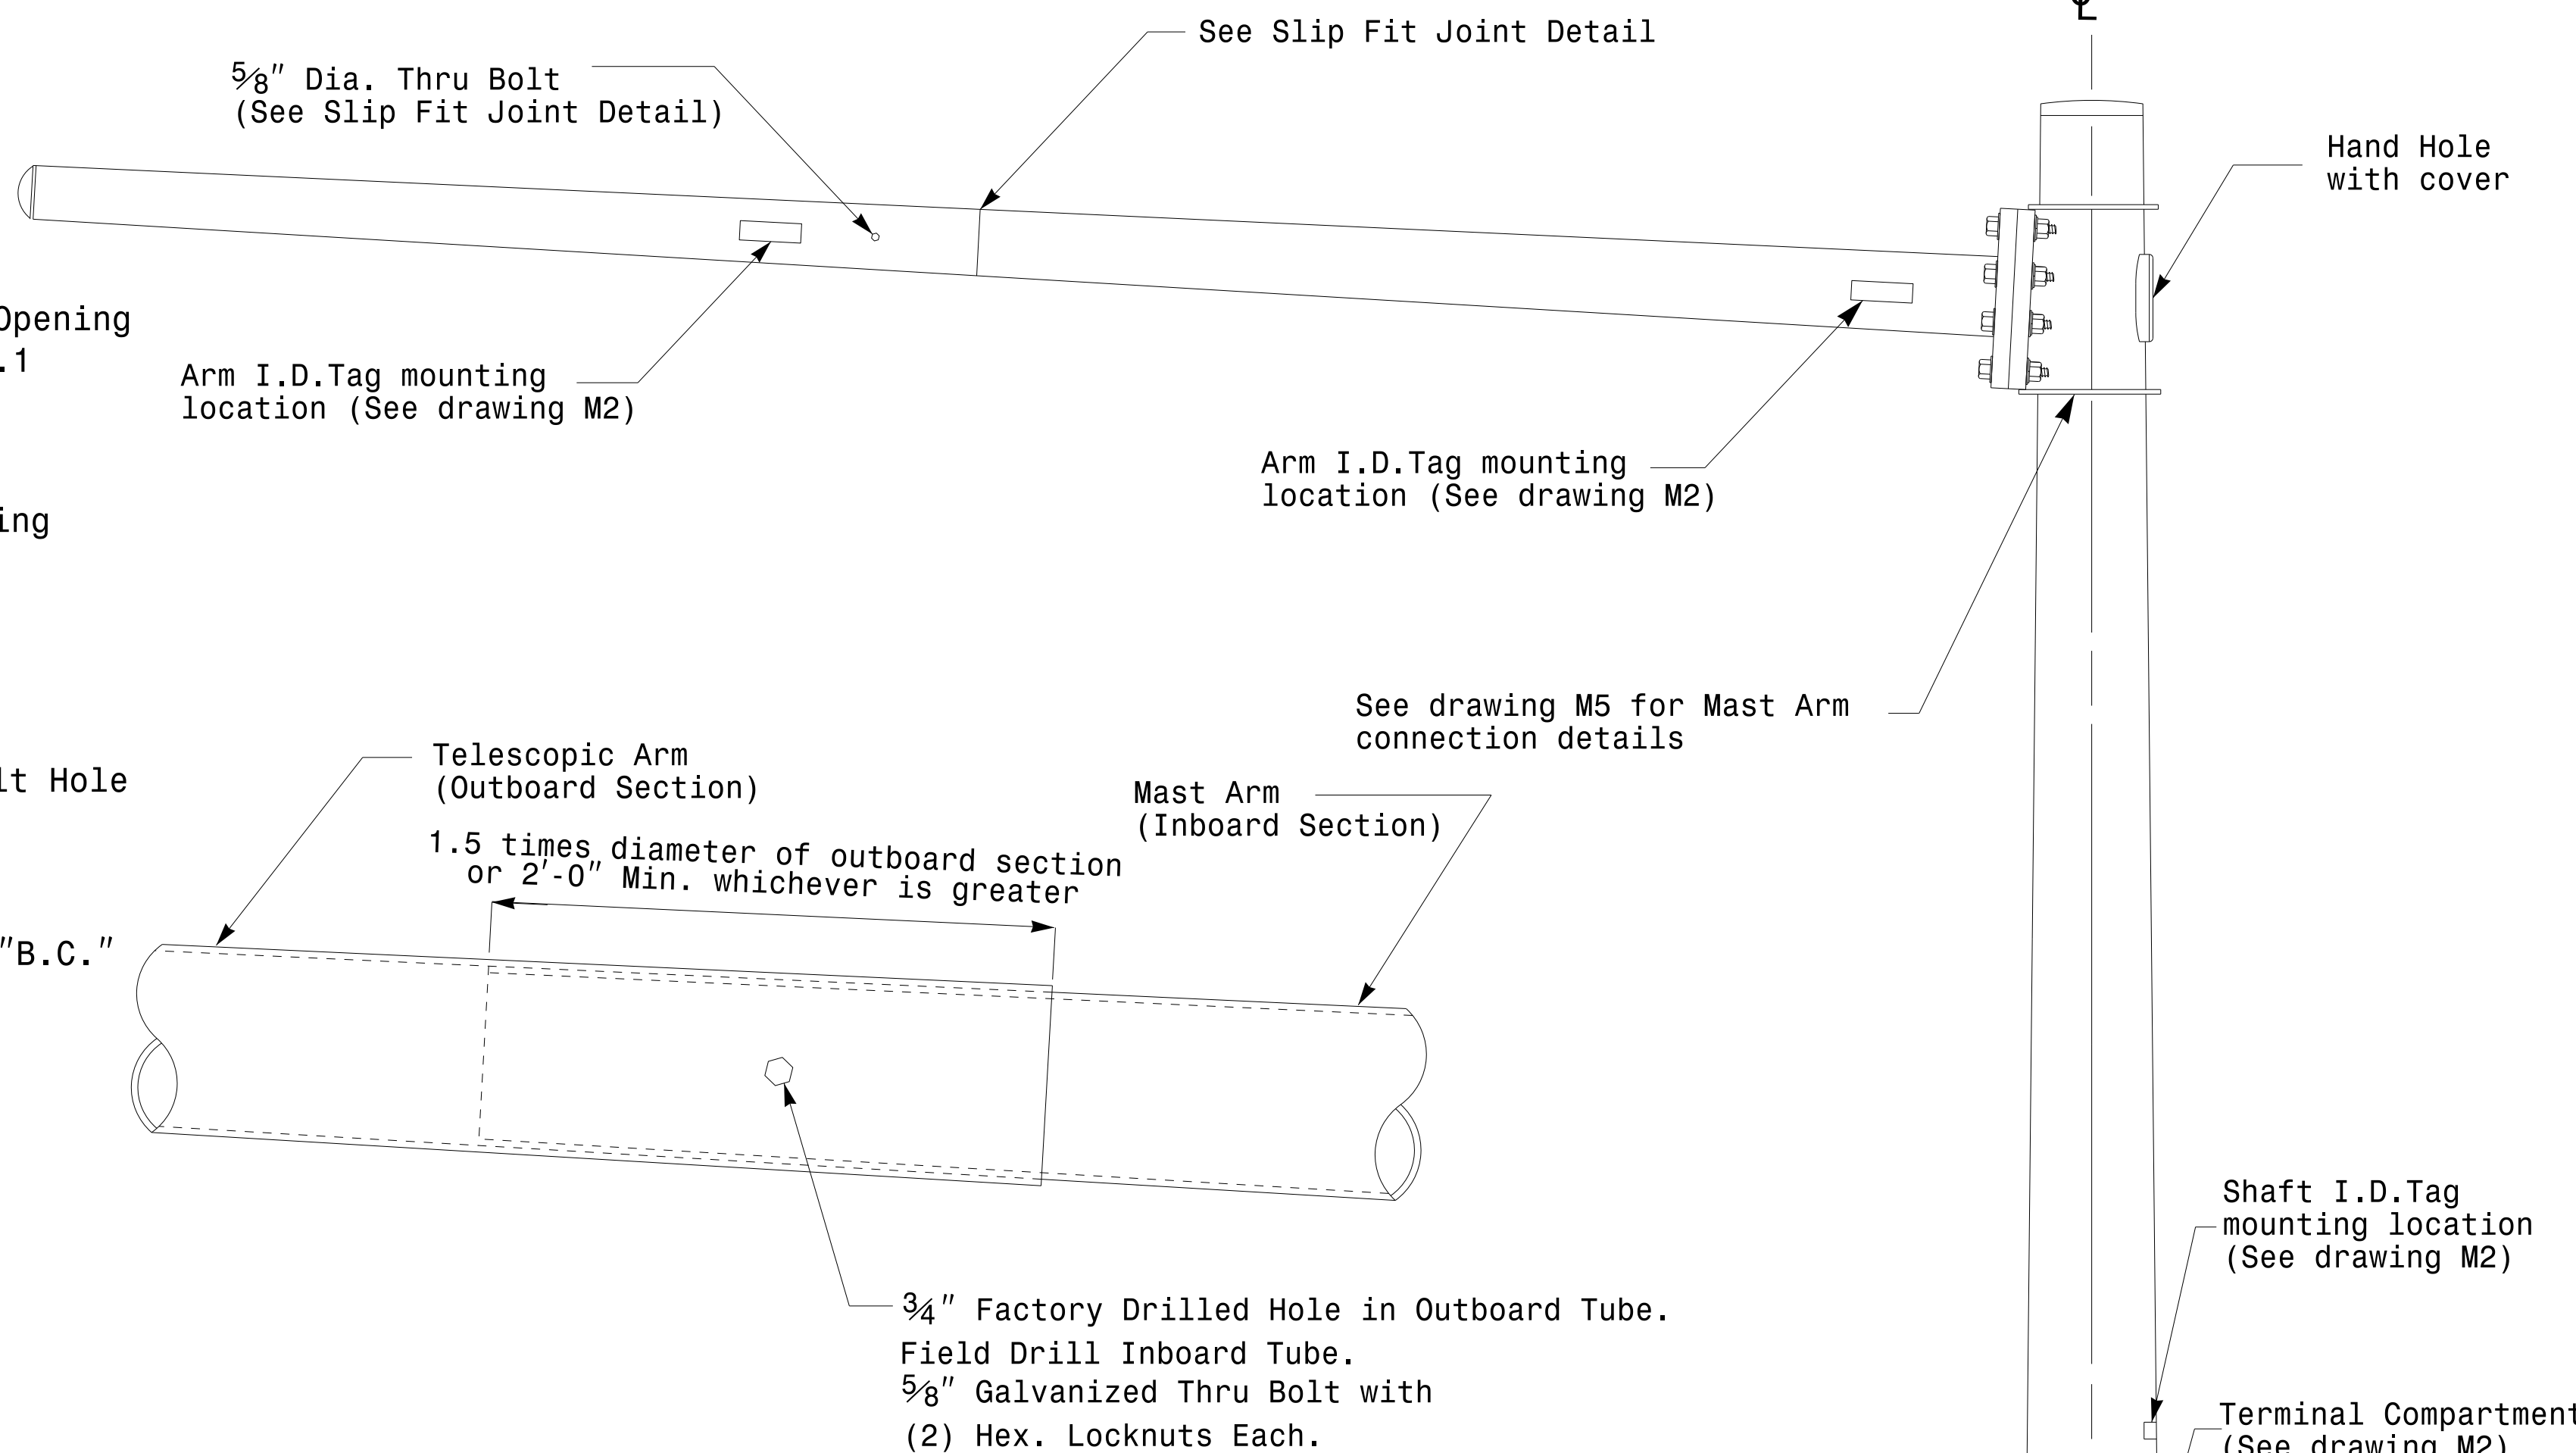 ℄
See Slip Fit Joint Detail
5/8" Dia. Thru Bolt
(See Slip Fit Joint Detail)
Hand Hole
with cover
Opening
.1
Arm I.D.Tag mounting
location (See drawing M2)
Arm I.D.Tag mounting
location (See drawing M2)
ing
See drawing M5 for Mast Arm
connection details
Telescopic Arm
(Outboard Section)
lt Hole
Mast Arm
(Inboard Section)
1.5 times diameter of outboard section
or 2'-0" Min. whichever is greater
"B.C."
Shaft I.D.Tag
mounting location
(See drawing M2)
3/4" Factory Drilled Hole in Outboard Tube.
Field Drill Inboard Tube.
5/8" Galvanized Thru Bolt with
(2) Hex. Locknuts Each.
Terminal Compartment
(See drawing M2)